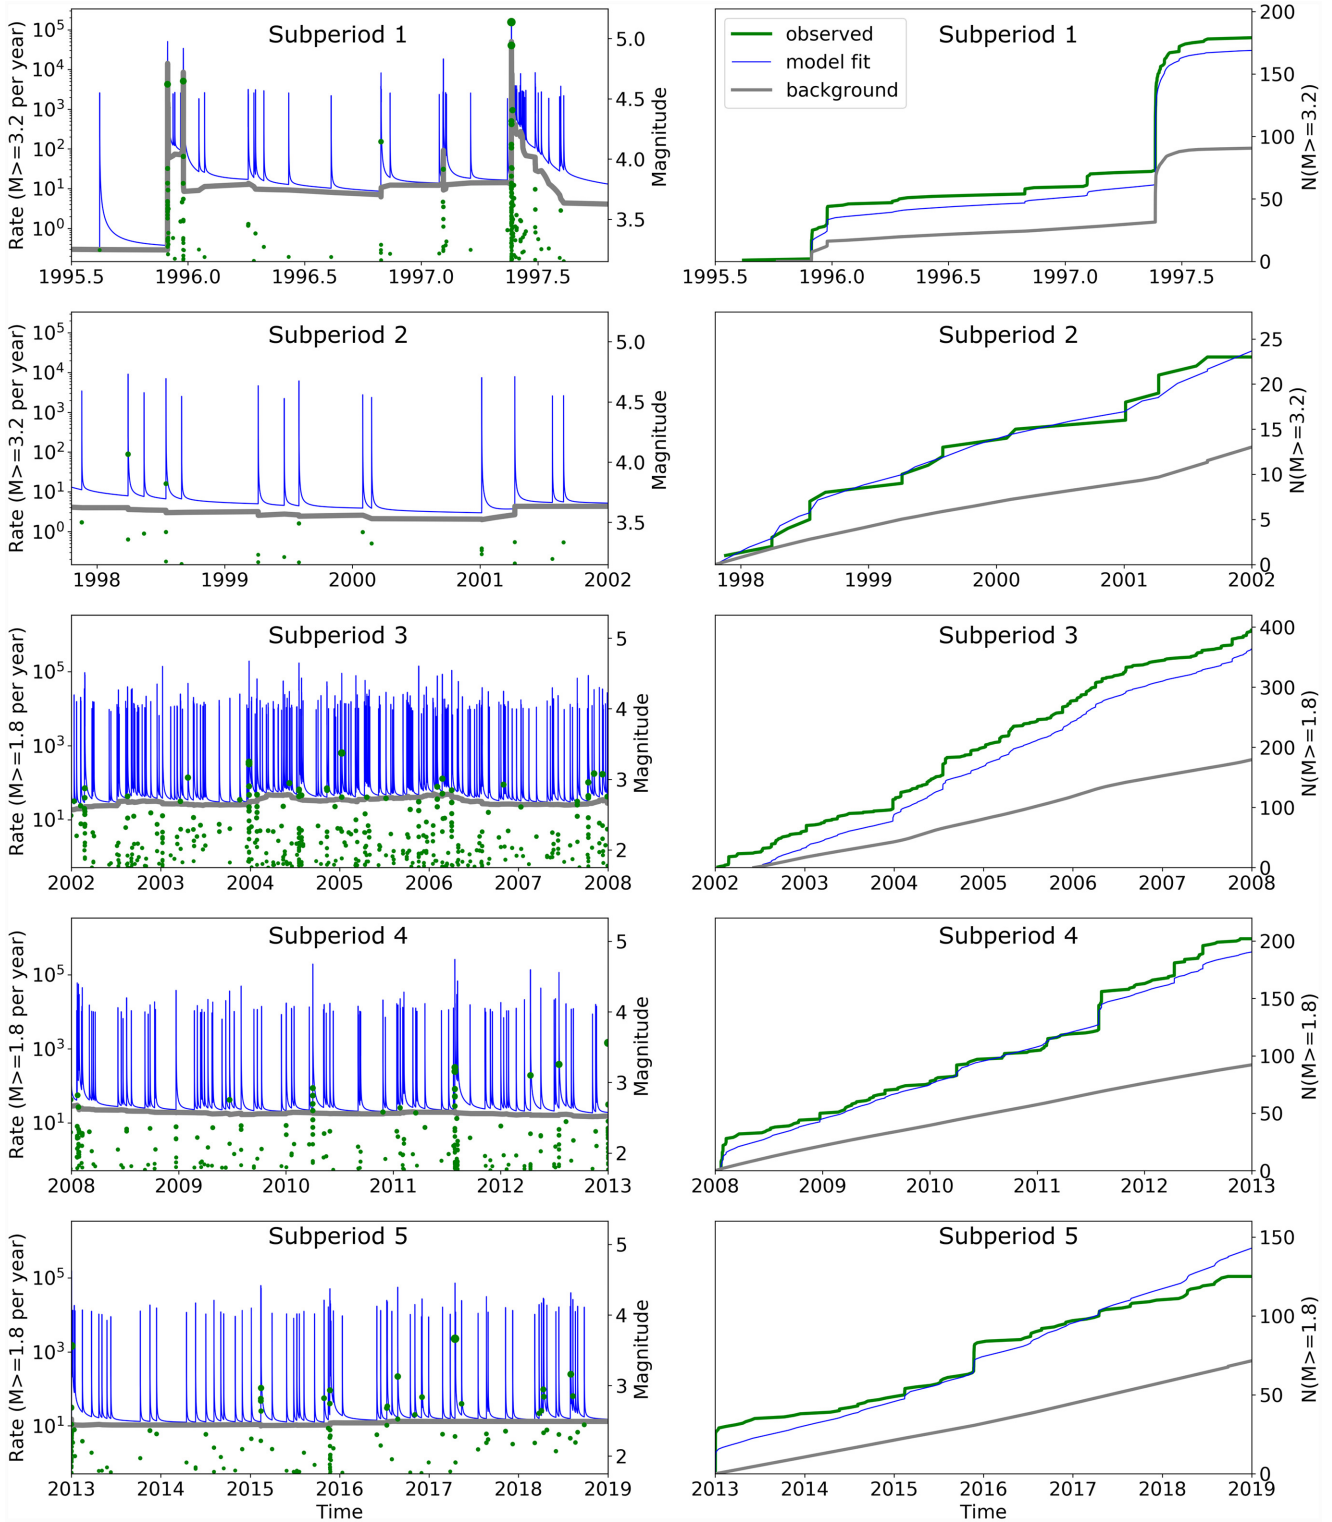 Subperiod 1
Rate (M>=3.2 per year)
10⁵
10⁴
10³
10²
10¹
10⁰
5.0
4.5
4.0
3.5
Magnitude
1995.5 1996.0 1996.5 1997.0 1997.5
Subperiod 1
observed
model fit
background
200
150
100
50
0
N(M>=3.2)
1995.5 1996.0 1996.5 1997.0 1997.5
Subperiod 2
Rate (M>=3.2 per year)
10⁵
10⁴
10³
10²
10¹
10⁰
5.0
4.5
4.0
3.5
Magnitude
1998 1999 2000 2001 2002
Subperiod 2
25
20
15
10
5
0
N(M>=3.2)
1998 1999 2000 2001 2002
Subperiod 3
Rate (M>=1.8 per year)
10⁵
10³
10¹
5
4
3
2
Magnitude
2002 2003 2004 2005 2006 2007 2008
Subperiod 3
400
300
200
100
0
N(M>=1.8)
2002 2003 2004 2005 2006 2007 2008
Subperiod 4
Rate (M>=1.8 per year)
10⁵
10³
10¹
5
4
3
2
Magnitude
2008 2009 2010 2011 2012 2013
Subperiod 4
200
150
100
50
0
N(M>=1.8)
2008 2009 2010 2011 2012 2013
Subperiod 5
Rate (M>=1.8 per year)
10⁵
10³
10¹
5
4
3
2
Magnitude
2013 2014 2015 2016 2017 2018 2019
Time
Subperiod 5
150
100
50
0
N(M>=1.8)
2013 2014 2015 2016 2017 2018 2019
Time